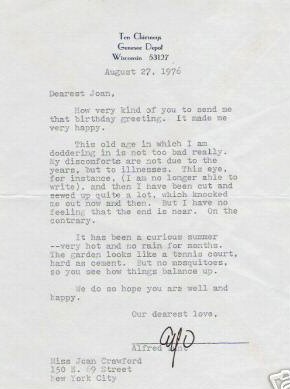 Ten Chimneys
Genesee Depot
Wisconsin 53127
August 27, 1976
Dearest Joan,
How very kind of you to send me
that birthday greeting. It made me
very happy.
This old age in which I am
doddering in is not too bad really.
My discomforts are not due to the
years, but to illnesses. This eye,
for instance, (I am no longer able to
write), and then I have been cut and
sewed up quite a lot, which knocked
me out now and then. But I have no
feeling that the end is near. On the
contrary.
It has been a curious summer
--very hot and no rain for months.
The garden looks like a tennis court,
hard as cement. But no mosquitoes,
so you see how things balance up.
We do so hope you are well and
happy.
Our dearest love,
Alfred
Miss Joan Crawford
150 E. 69 Street
New York City